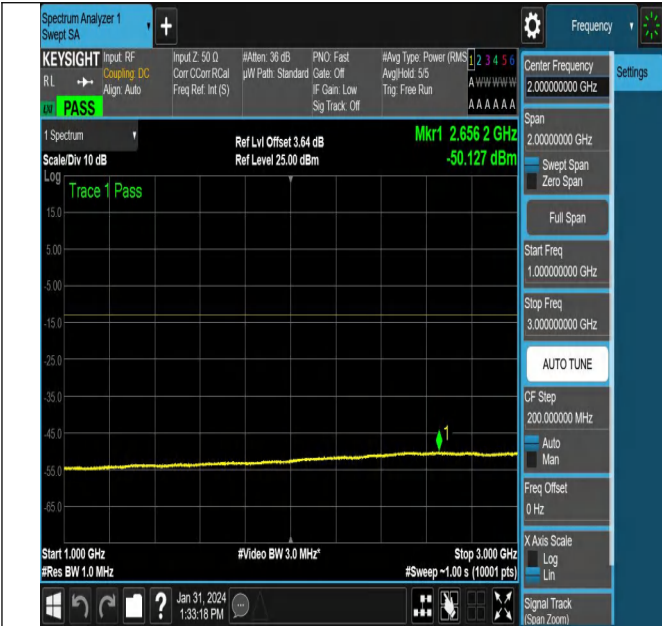 Spectrum Analyzer 1
Swept SA
+
Frequency
KEYSIGHT
Input: RF
Coupling: DC
Align: Auto
Input Z: 50 Ω
Corr CCorr RCal
Freq Ref: Int (S)
#Atten: 36 dB
µW Path: Standard
PNO: Fast
Gate: Off
IF Gain: Low
Sig Track: Off
#Avg Type: Power (RMS
Avg|Hold: 5/5
Trig: Free Run
1 2 3 4 5 6
A W W W W W
A A A A A A
RL
LXI
PASS
1 Spectrum
Scale/Div 10 dB
Ref Lvl Offset 3.64 dB
Ref Level 25.00 dBm
Mkr1 2.656 2 GHz
-50.127 dBm
Log
Trace 1 Pass
15.0
5.00
-5.00
-15.0
-25.0
-35.0
-45.0
-55.0
-65.0
1
Start 1.000 GHz
#Res BW 1.0 MHz
#Video BW 3.0 MHz*
Stop 3.000 GHz
#Sweep ~1.00 s (10001 pts)
Jan 31, 2024
1:33:18 PM
?
Center Frequency
2.000000000 GHz
Settings
Span
2.00000000 GHz
Swept Span
Zero Span
Full Span
Start Freq
1.000000000 GHz
Stop Freq
3.000000000 GHz
AUTO TUNE
CF Step
200.000000 MHz
Auto
Man
Freq Offset
0 Hz
X Axis Scale
Log
Lin
Signal Track
(Span Zoom)